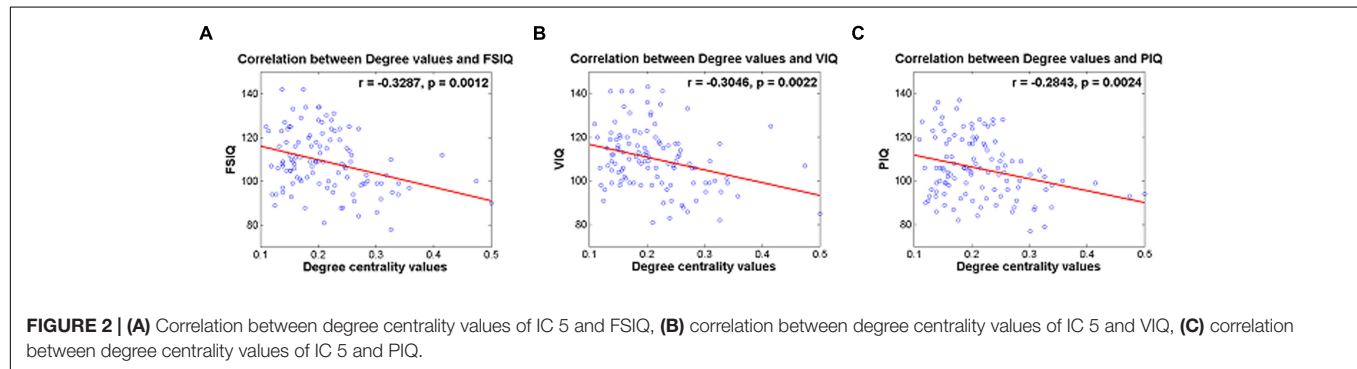 A
Correlation between Degree values and FSIQ
r = -0.3287, p = 0.0012
140
120
100
80
FSIQ
0.1 0.2 0.3 0.4 0.5
Degree centrality values
B
Correlation between Degree values and VIQ
r = -0.3046, p = 0.0022
140
120
100
80
VIQ
0.1 0.2 0.3 0.4 0.5
Degree centrality values
C
Correlation between Degree values and PIQ
r = -0.2843, p = 0.0024
140
120
100
80
PIQ
0.1 0.2 0.3 0.4 0.5
Degree centrality values
FIGURE 2 | (A) Correlation between degree centrality values of IC 5 and FSIQ, (B) correlation between degree centrality values of IC 5 and VIQ, (C) correlation
between degree centrality values of IC 5 and PIQ.